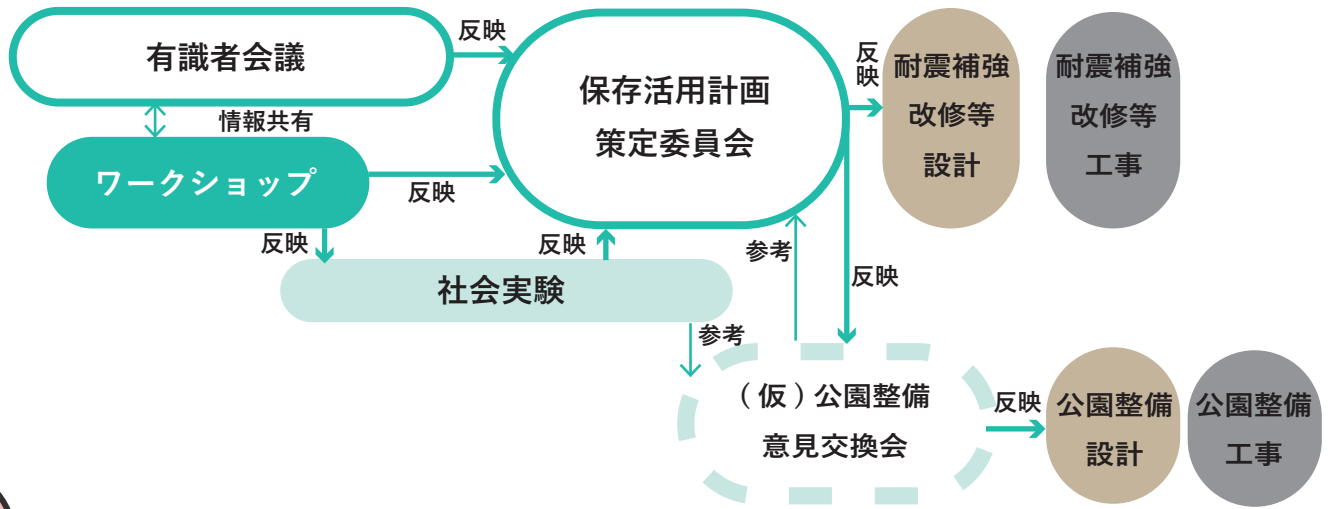 有識者会議
反映
情報共有
ワークショップ
反映
反映
社会実験
反映
保存活用計画
策定委員会
反映
耐震補強
改修等
設計
耐震補強
改修等
工事
参考
反映
参考
（仮）公園整備
意見交換会
反映
公園整備
設計
公園整備
工事